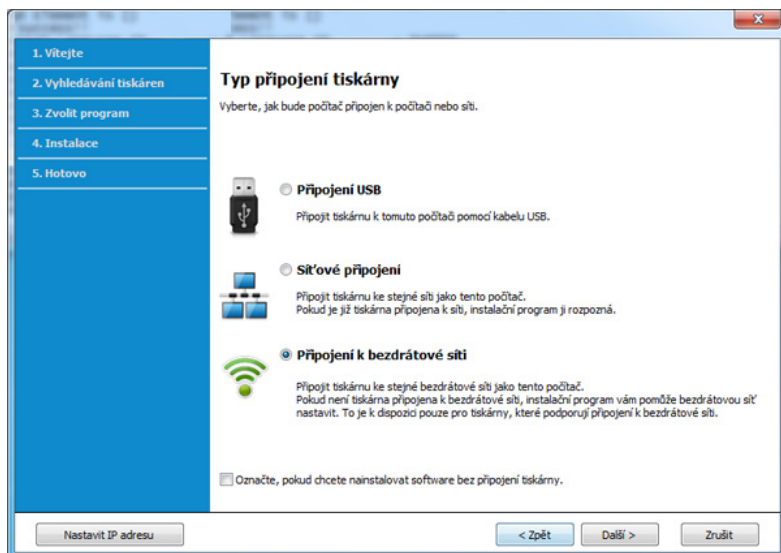 1. Vítejte
2. Vyhledávání tiskáren
3. Zvolit program
4. Instalace
5. Hotovo
Typ připojení tiskárny
Vyberte, jak bude počítač připojen k počítači nebo síti.
Připojení USB
Připojit tiskárnu k tomuto počítači pomocí kabelu USB.
Síťové připojení
Připojit tiskárnu ke stejné síti jako tento počítač.
Pokud je již tiskárna připojena k síti, instalační program ji rozpozná.
Připojení k bezdrátové síti
Připojit tiskárnu ke stejné bezdrátové síti jako tento počítač.
Pokud není tiskárna připojena k bezdrátové síti, instalační program vám pomůže bezdrátovou síť
nastavit. To je k dispozici pouze pro tiskárny, které podporují připojení k bezdrátové síti.
Označte, pokud chcete nainstalovat software bez připojení tiskárny.
Nastavit IP adresu
< Zpět
Další >
Zrušit